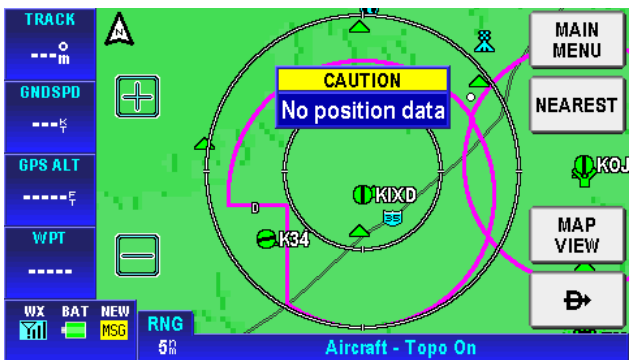 TRACK
---°m
GNDSPD
---KT
GPS ALT
-----FT
WPT
-----
WX BAT NEW
MSG
RNG
5nm
CAUTION
No position data
KIXD
D
K34
KOJ
MAIN
MENU
NEAREST
MAP
VIEW
D
Aircraft - Topo On